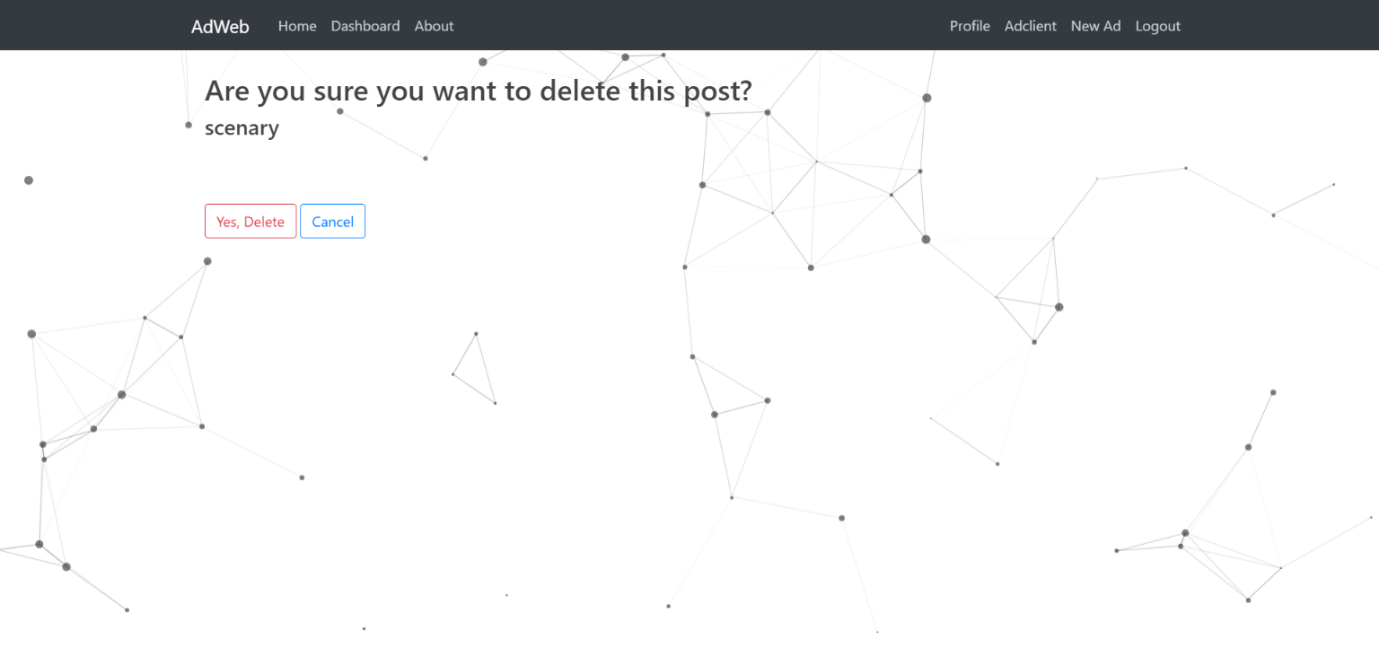 AdWeb Home Dashboard About Profile Adclient New Ad Logout
Are you sure you want to delete this post?
scenary
Yes, Delete Cancel